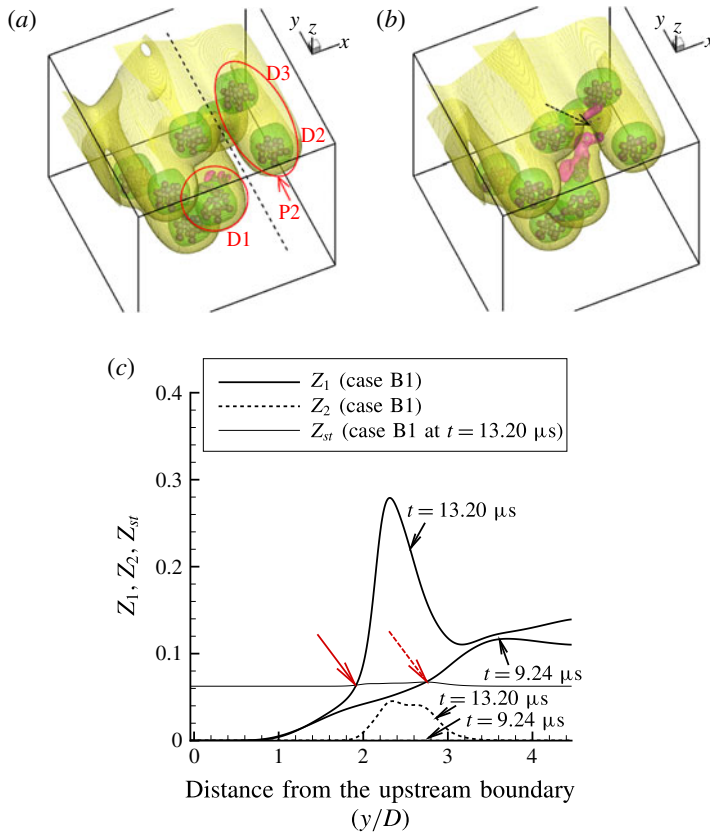 (a)
y
z
x
D3
D2
P2
D1
(b)
y
z
x
(c)
Z1 (case B1)
Z2 (case B1)
Zst (case B1 at t = 13.20 μs)
0.4
0.3
0.2
0.1
0
Z1, Z2, Zst
t = 13.20 μs
t = 9.24 μs
t = 13.20 μs
t = 9.24 μs
0 1 2 3 4
Distance from the upstream boundary
(y/D)